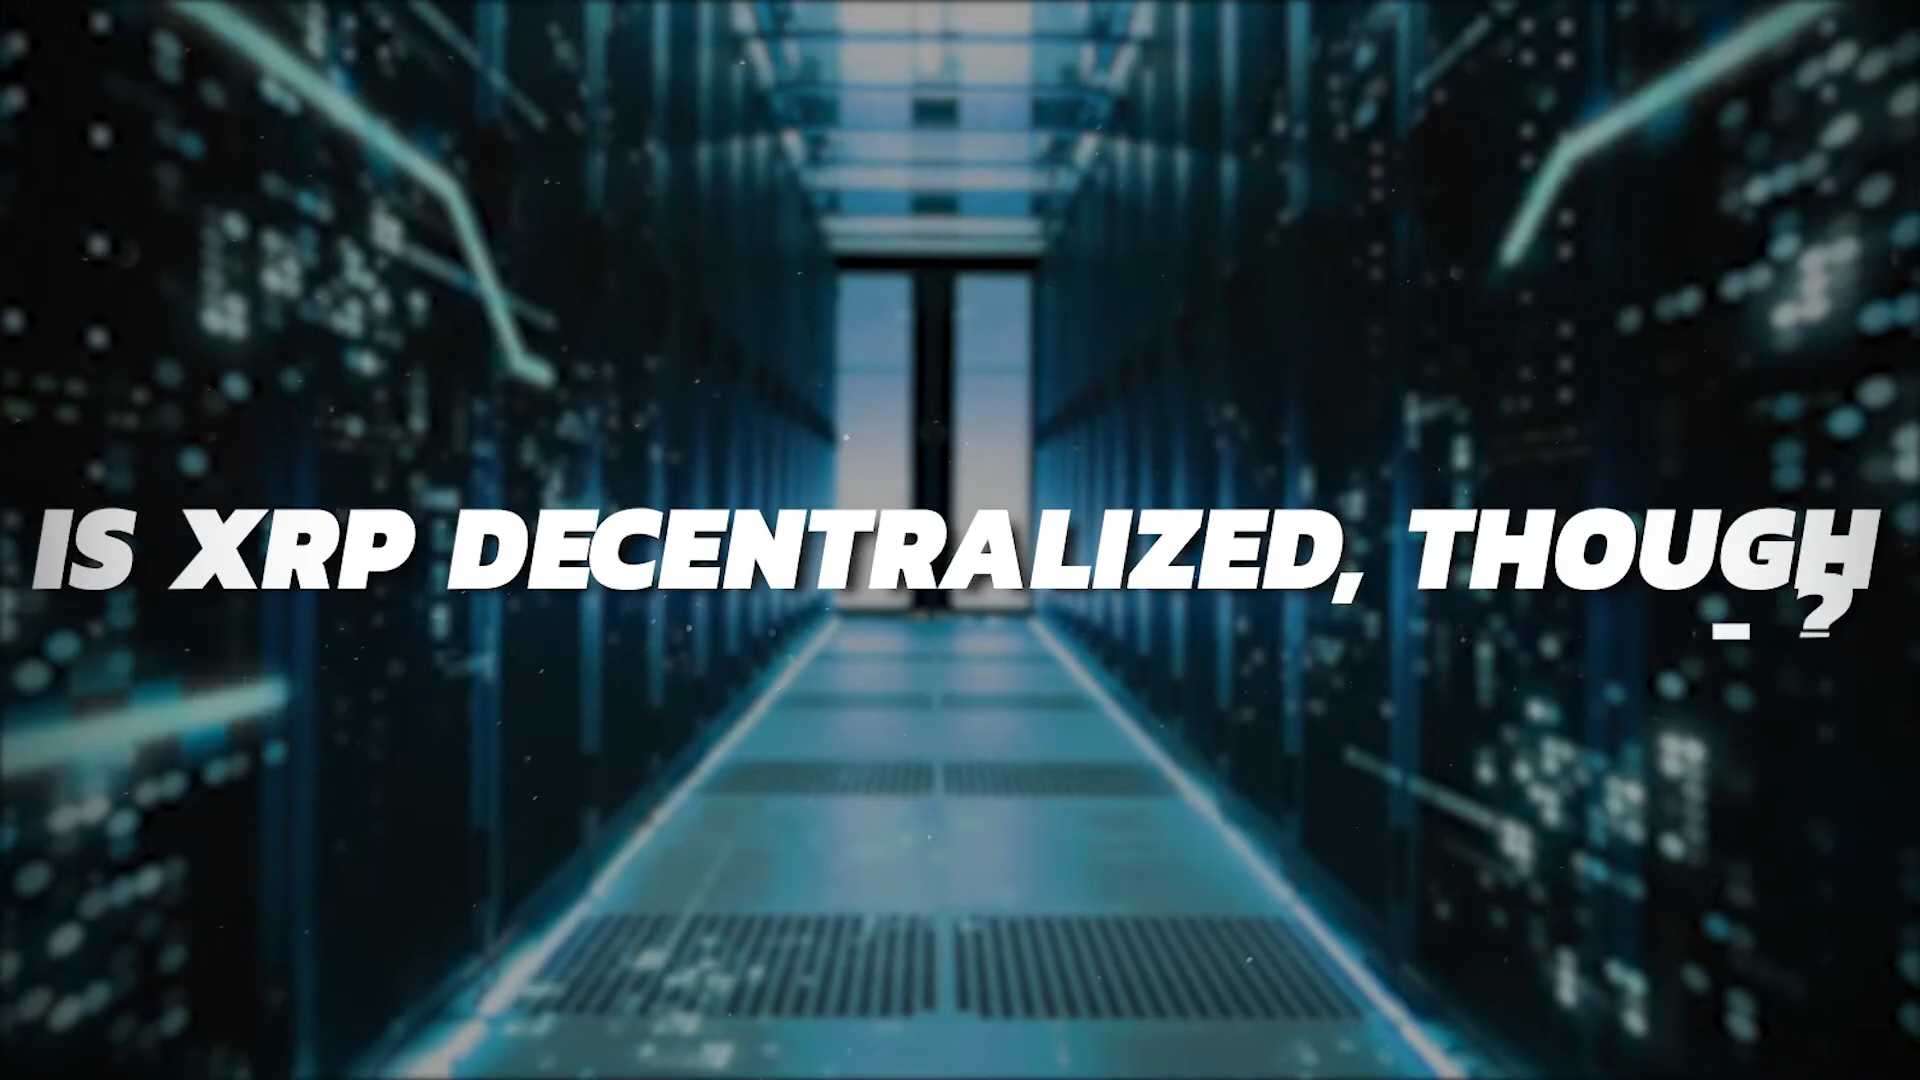 IS XRP DECENTRALIZED, THOUGH
?